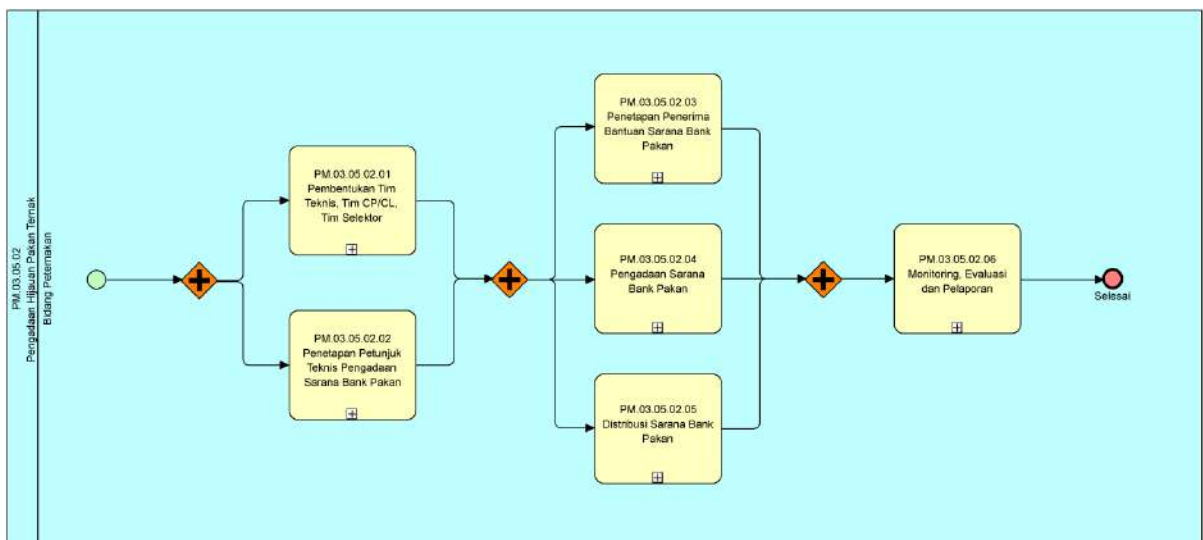 PM.03.05.02
Pengadaan Hijauan Pakan Ternak
Bidang Peternakan
PM.03.05.02.01
Pembentukan Tim
Teknis, Tim CP/CL,
Tim Selektor
PM.03.05.02.02
Penetapan Petunjuk
Teknis Pengadaan
Sarana Bank Pakan
PM.03.05.02.03
Penetapan Penerima
Bantuan Sarana Bank
Pakan
PM.03.05.02.04
Pengadaan Sarana
Bank Pakan
PM.03.05.02.05
Distribusi Sarana Bank
Pakan
PM.03.05.02.06
Monitoring, Evaluasi
dan Pelaporan
Selesai